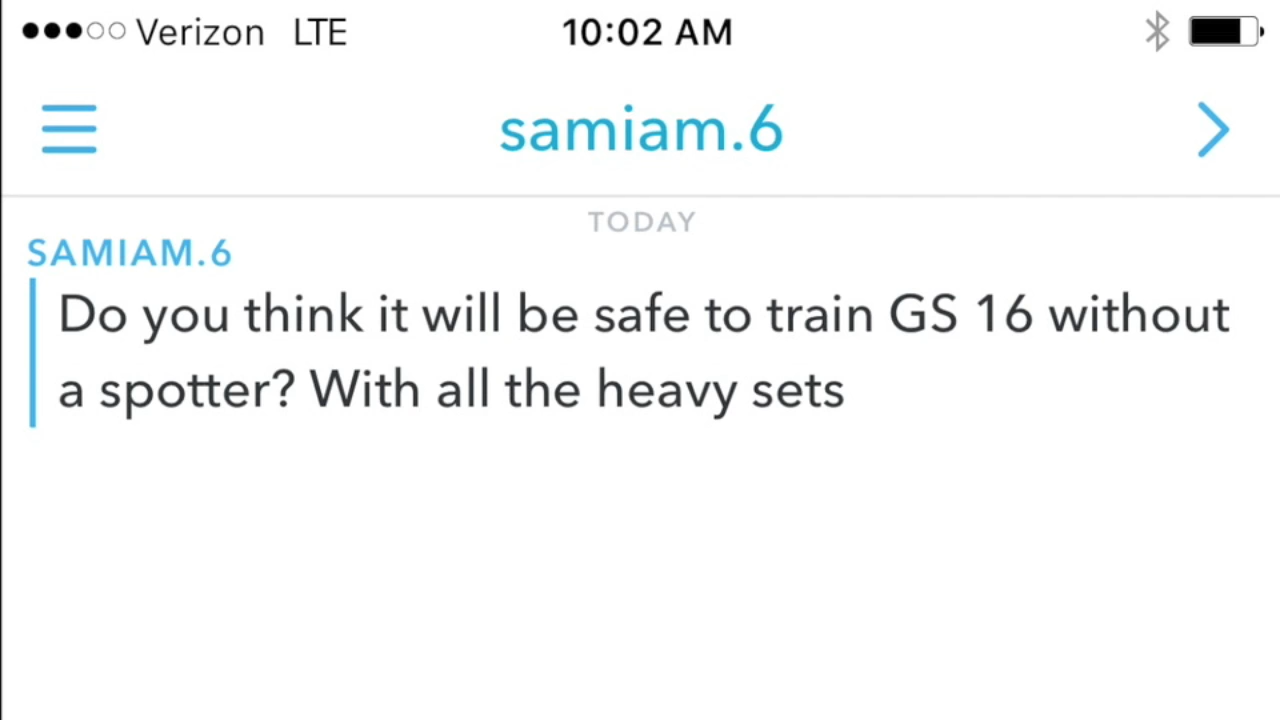 Verizon LTE 10:02 AM
samiam.6
TODAY
SAMIAM.6
Do you think it will be safe to train GS 16 without
a spotter? With all the heavy sets